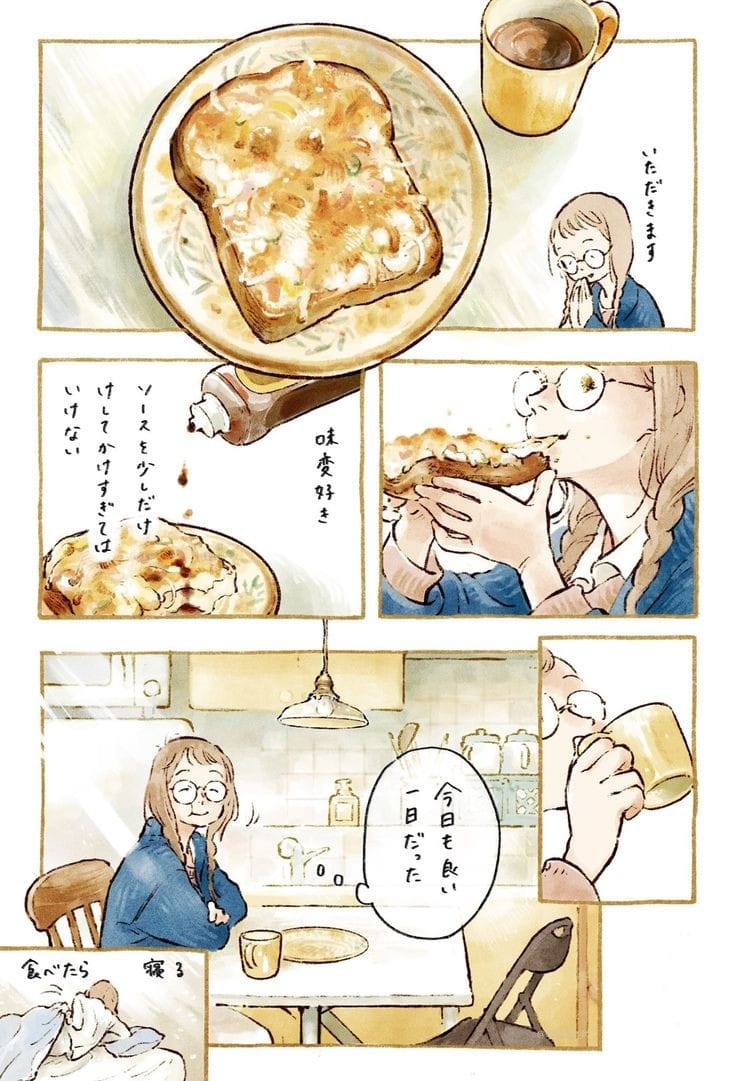 いただきます
味変好き
ソースを少しだけ
けしてかけすぎては
いけない
今日も良い
一日だった
食べたら
寝る